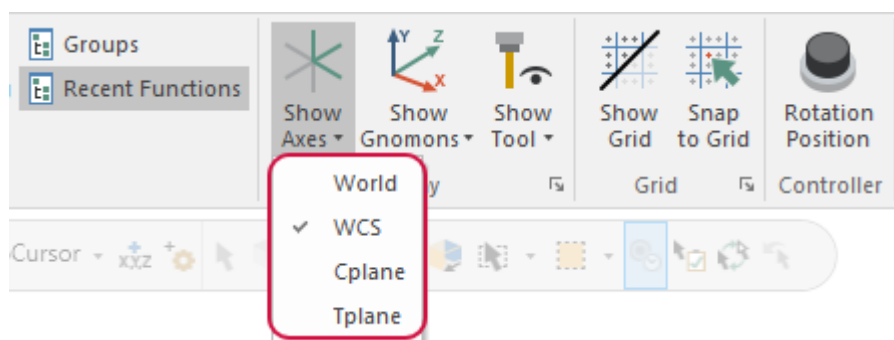 Groups
Recent Functions
Show Axes
Show Gnomons
Y Z X
Show Tool
Show Grid
Snap to Grid
Rotation Position
y
Grid
Controller
World
WCS
Cplane
Tplane
Cursor
XYZ